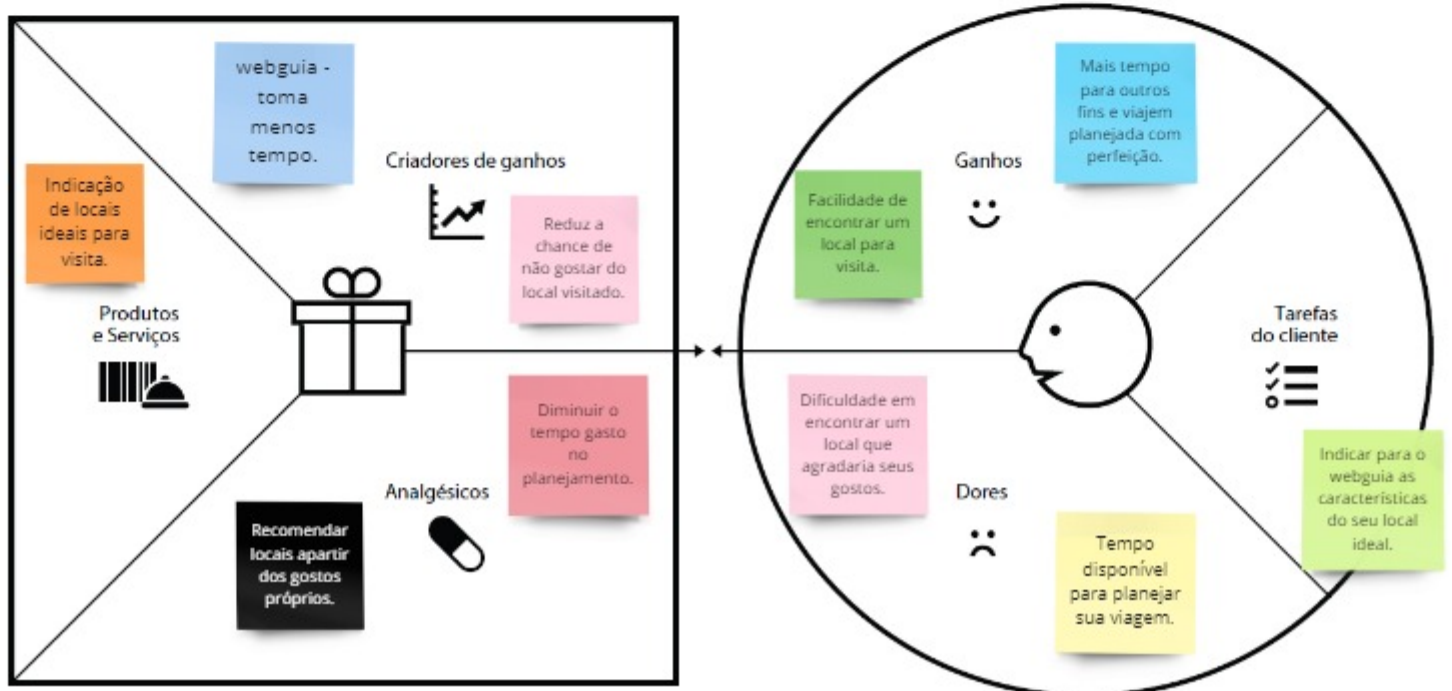 webguia -
toma
menos
tempo.
Criadores de ganhos
Indicação
de locais
ideais para
visita.
Reduz a
chance de
não gostar do
local visitado.
Produtos
e Serviços
Diminuir o
tempo gasto
no
planejamento.
Analgésicos
Recomendar
locais apartir
dos gostos
próprios.
Mais tempo
para outros
fins e viajem
planejada com
perfeição.
Ganhos
Facilidade de
encontrar um
local para
visita.
Tarefas
do cliente
Dificuldade em
encontrar um
local que
agradaria seus
gostos.
Dores
Indicar para o
webguia as
características
do seu local
ideal.
Tempo
disponível
para planejar
sua viagem.